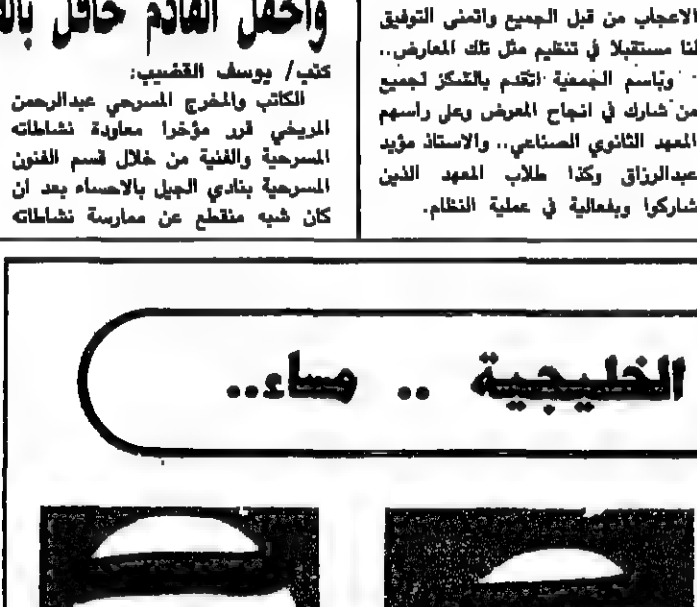 الاعجاب من قبل الجميع واتمنى التوفيق
لنا مستقبلا في تنظيم مثل تلك المعارض..
وباسم الجمعية اتقدم بالشكر لجميع
من شارك في انجاح المعرض وعلى راسهم
المعهد الثانوي الصناعي.. والاستاذ مؤيد
عبدالرزاق وكذا طلاب المعهد الذين
شاركوا وبفعالية في عملية النظام.
واحفل القادم حافل
كتب/ يوسف القضيب:
الكاتب والمخرج المسرحي عبدالرحمن
المريخي قرر مؤخرا معاودة نشاطاته
المسرحية والفنية من خلال قسم الفنون
المسرحية بنادي الجيل بالاحساء بعد ان
كان شبه منقطع عن ممارسة نشاطاته
الخليجية .. مساء..